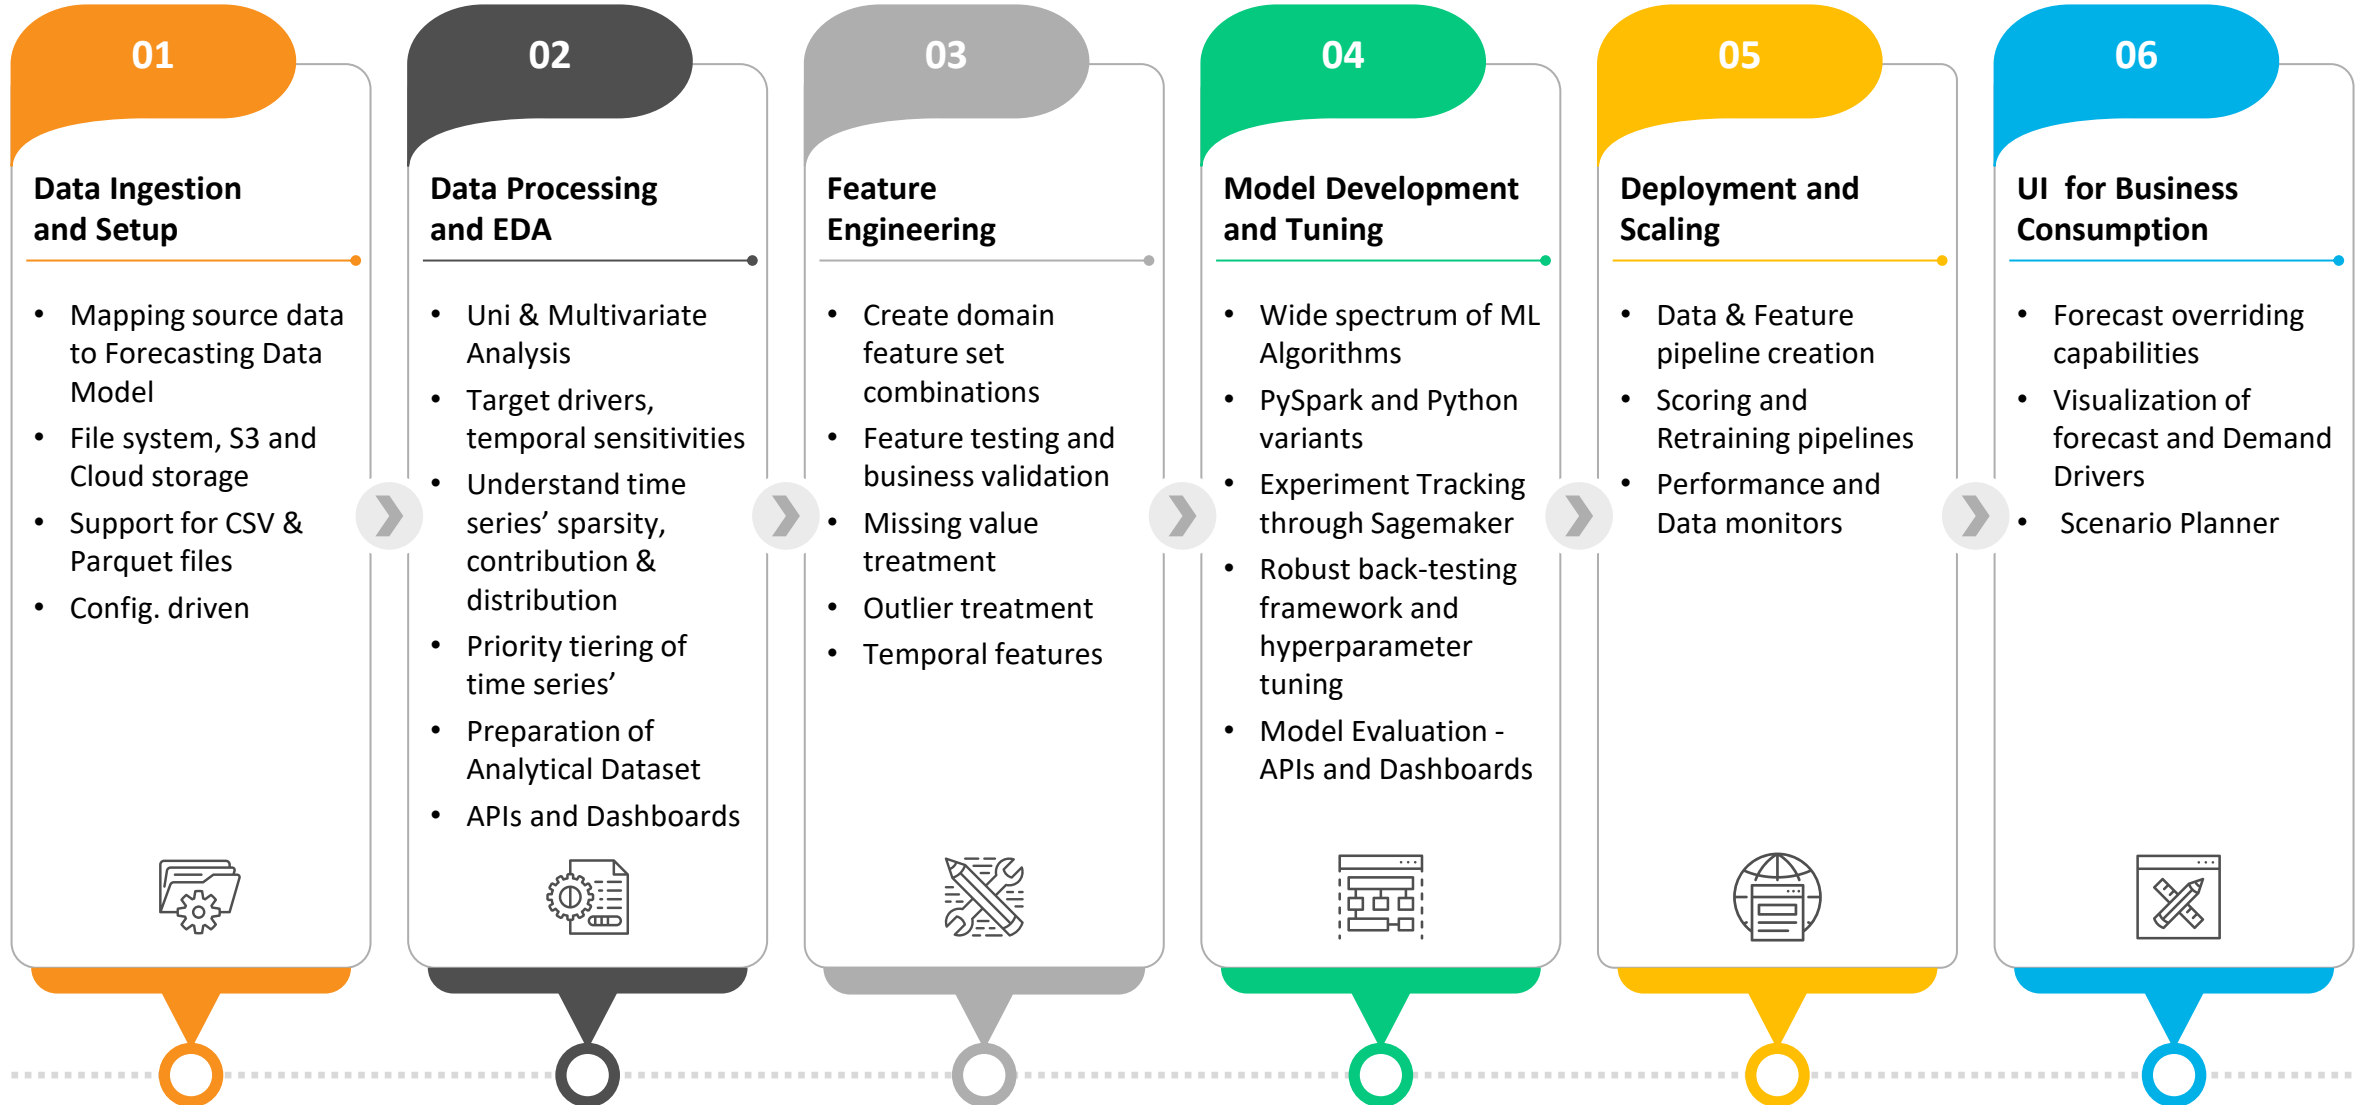 01
Data Ingestion
and Setup
• Mapping source data
to Forecasting Data
Model
• File system, S3 and
Cloud storage
• Support for CSV &
Parquet files
• Config. driven
02
Data Processing
and EDA
• Uni & Multivariate
Analysis
• Target drivers,
temporal sensitivities
• Understand time
series’ sparsity,
contribution &
distribution
• Priority tiering of
time series’
• Preparation of
Analytical Dataset
• APIs and Dashboards
03
Feature
Engineering
• Create domain
feature set
combinations
• Feature testing and
business validation
• Missing value
treatment
• Outlier treatment
• Temporal features
04
Model Development
and Tuning
• Wide spectrum of ML
Algorithms
• PySpark and Python
variants
• Experiment Tracking
through Sagemaker
• Robust back-testing
framework and
hyperparameter
tuning
• Model Evaluation -
APIs and Dashboards
05
Deployment and
Scaling
• Data & Feature
pipeline creation
• Scoring and
Retraining pipelines
• Performance and
Data monitors
06
UI  for Business
Consumption
• Forecast overriding
capabilities
• Visualization of
forecast and Demand
Drivers
• Scenario Planner